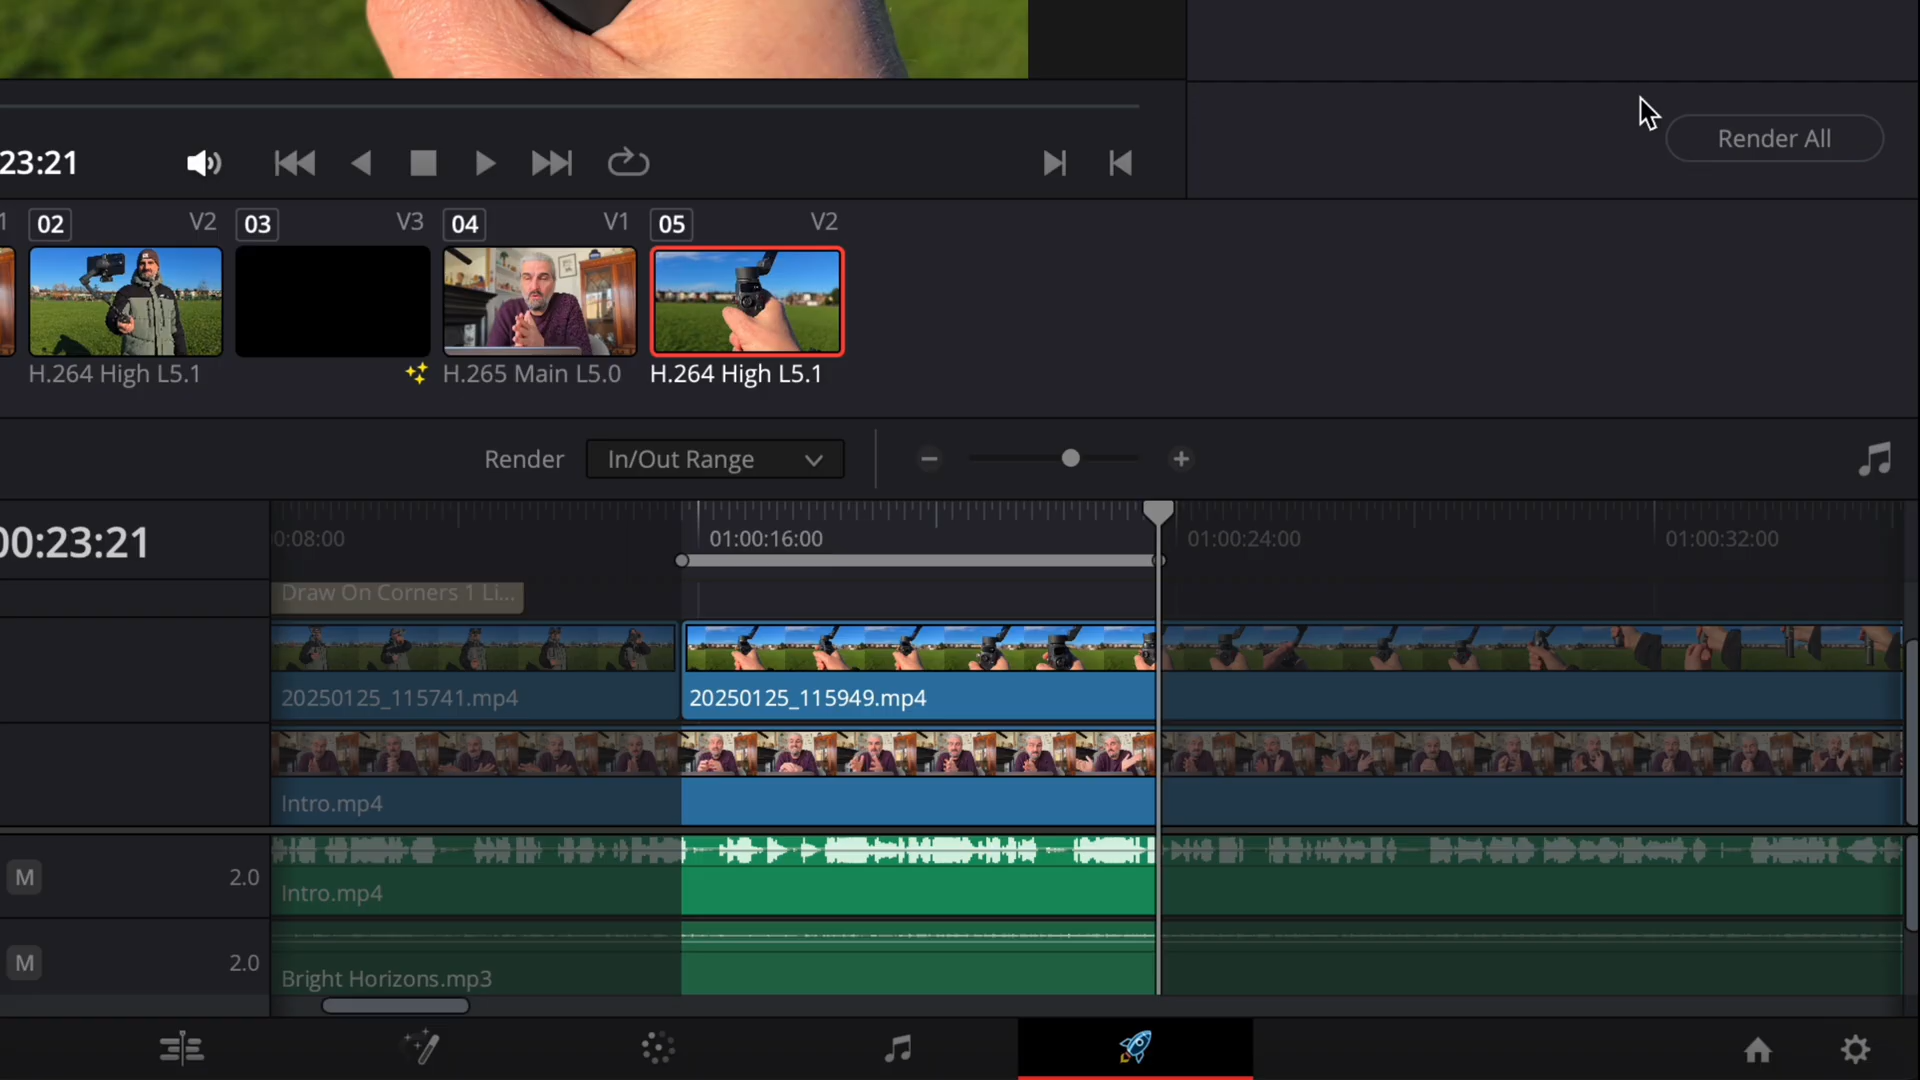 Render All
23:21
1
02 V2
03 V3
04 V1
05 V2
H.264 High L5.1
H.265 Main L5.0
H.264 High L5.1
Render In/Out Range
00:23:21
0:08:00
01:00:16:00
01:00:24:00
01:00:32:00
Draw On Corners 1 Li...
20250125_115741.mp4
20250125_115949.mp4
Intro.mp4
M 2.0
Intro.mp4
M 2.0
Bright Horizons.mp3